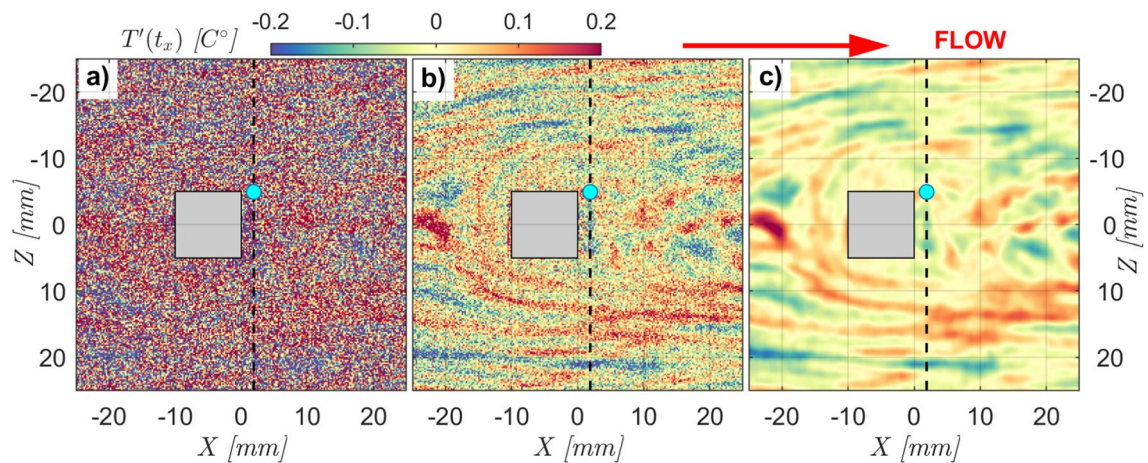 T′(t_x) [C°] -0.2 -0.1 0 0.1 0.2 FLOW
a) b) c)
-20 -20
-10 -10
Z [mm] 0 0 Z [mm]
10 10
20 20
-20 -10 0 10 20 -20 -10 0 10 20 -20 -10 0 10 20
X [mm] X [mm] X [mm]